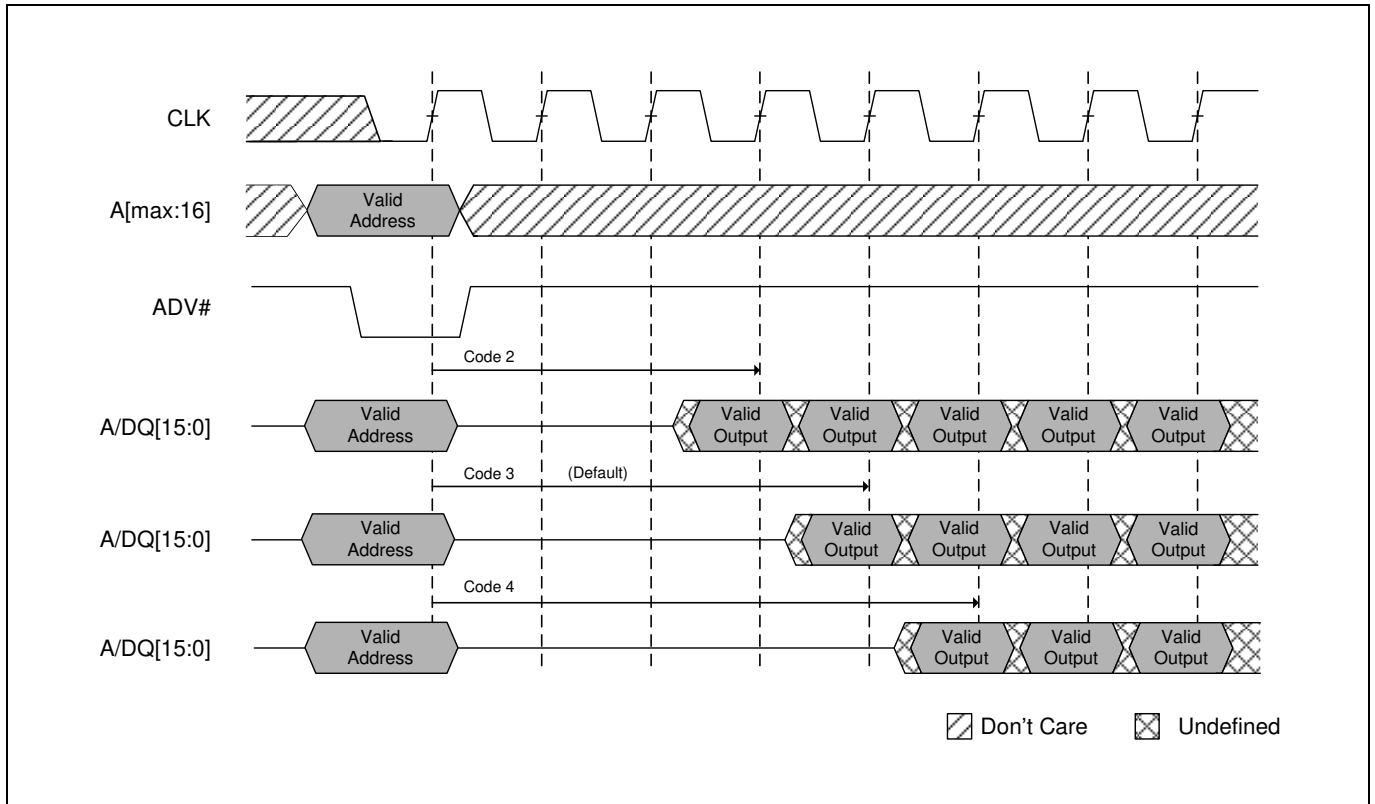 CLK
A[max:16]
Valid
Address
ADV#
Code 2
A/DQ[15:0]
Valid
Address
Valid
Output
Valid
Output
Valid
Output
Valid
Output
Valid
Output
Code 3 (Default)
A/DQ[15:0]
Valid
Address
Valid
Output
Valid
Output
Valid
Output
Valid
Output
Code 4
A/DQ[15:0]
Valid
Address
Valid
Output
Valid
Output
Valid
Output
Don't Care
Undefined